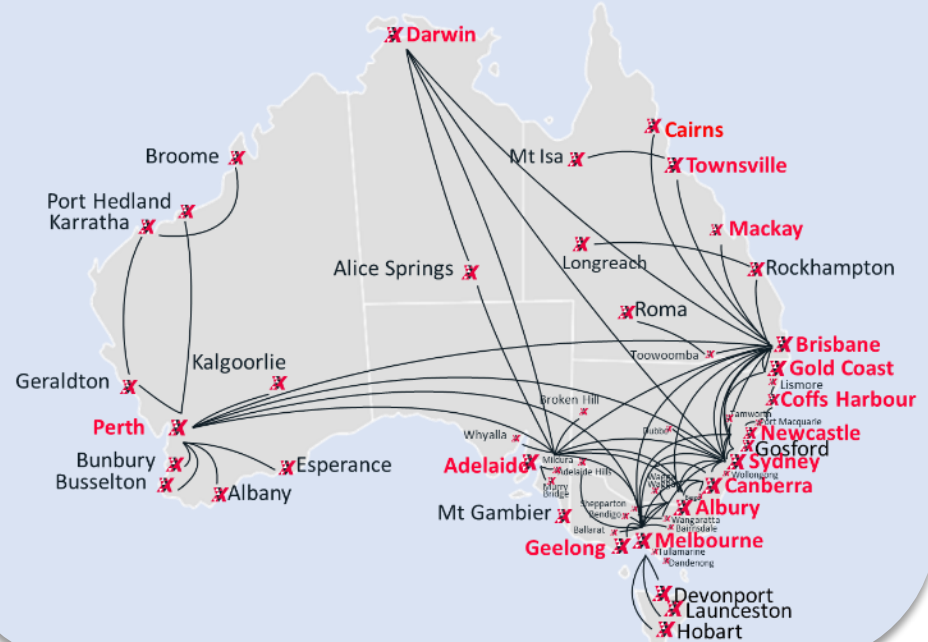 Darwin
Cairns
Broome
Mt Isa
Townsville
Port Hedland
Karratha
Mackay
Alice Springs
Longreach
Rockhampton
Roma
Toowoomba
Brisbane
Kalgoorlie
Gold Coast
Geraldton
Lismore
Broken Hill
Coffs Harbour
Tamworth
Port Macquarie
Perth
Whyalla
Dubbo
Newcastle
Gosford
Bunbury
Esperance
Adelaide
Mildura
Sydney
Adelaide Hills
Wollongong
Busselton
Murry
Bridge
Wagga
Wagga
Canberra
Albany
Mt Gambier
Shepparton
Bendigo
Albury
Wangaratta
Bairnsdale
Ballarat
Geelong
Melbourne
Tullamarine
Dandenong
Devonport
Launceston
Hobart